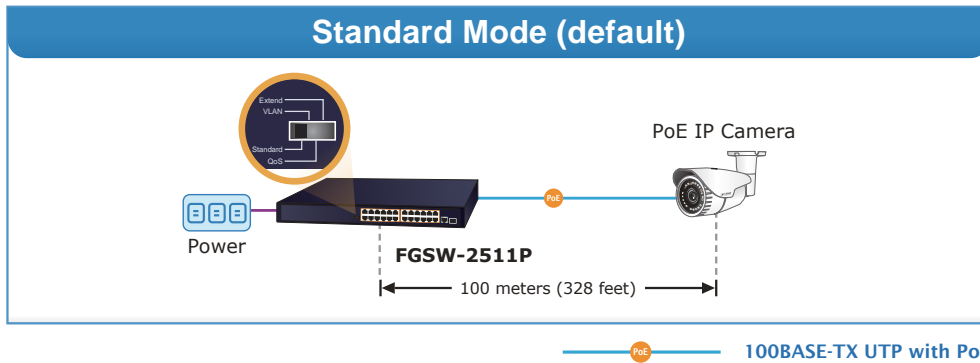 Standard Mode (default)
Extend
VLAN
Standard
QoS
PoE IP Camera
PoE
Power
FGSW-2511P
100 meters (328 feet)
PoE
100BASE-TX UTP with Po